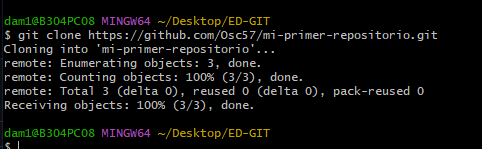 dam1@B304PC08 MINGW64 ~/Desktop/ED-GIT
$ git clone https://github.com/Osc57/mi-primer-repositorio.git
Cloning into 'mi-primer-repositorio'...
remote: Enumerating objects: 3, done.
remote: Counting objects: 100% (3/3), done.
remote: Total 3 (delta 0), reused 0 (delta 0), pack-reused 0
Receiving objects: 100% (3/3), done.

dam1@B304PC08 MINGW64 ~/Desktop/ED-GIT
$